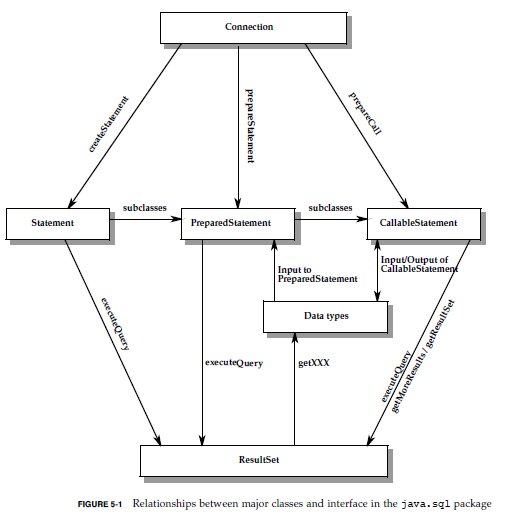 Connection
createStatement
prepareStatement
prepareCall
subclasses
subclasses
Statement
PreparedStatement
CallableStatement
Input to
PreparedStatement
Input/Output of
CallableStatement
Data types
executeQuery
executeQuery
getXXX
executeQuery
getMoreResults / getResultSet
ResultSet
FIGURE 5-1 Relationships between major classes and interface in the java.sql package